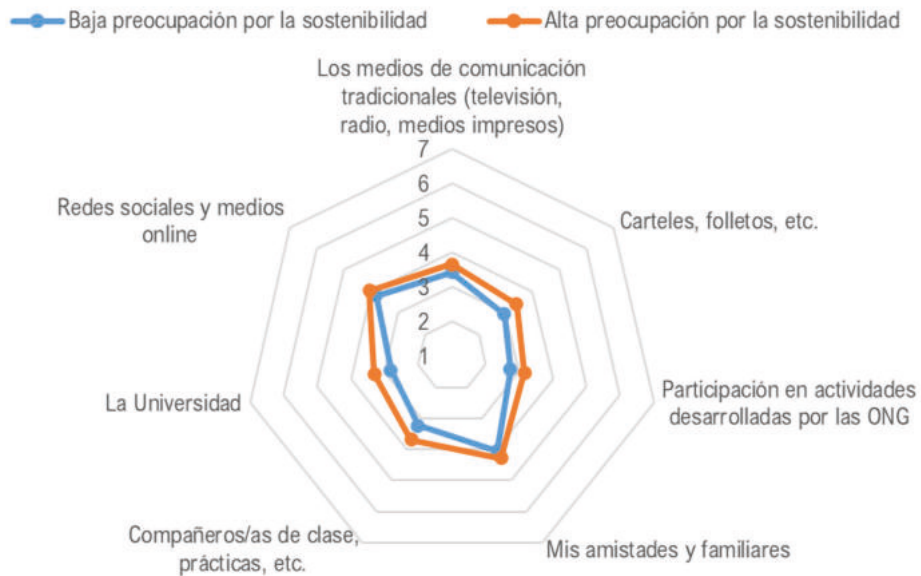 Baja preocupación por la sostenibilidad
Alta preocupación por la sostenibilidad
Los medios de comunicación
tradicionales (televisión,
radio, medios impresos)
7
6
5
4
3
2
1
Carteles, folletos, etc.
Participación en actividades
desarrolladas por las ONG
Mis amistades y familiares
Compañeros/as de clase,
prácticas, etc.
La Universidad
Redes sociales y medios
online